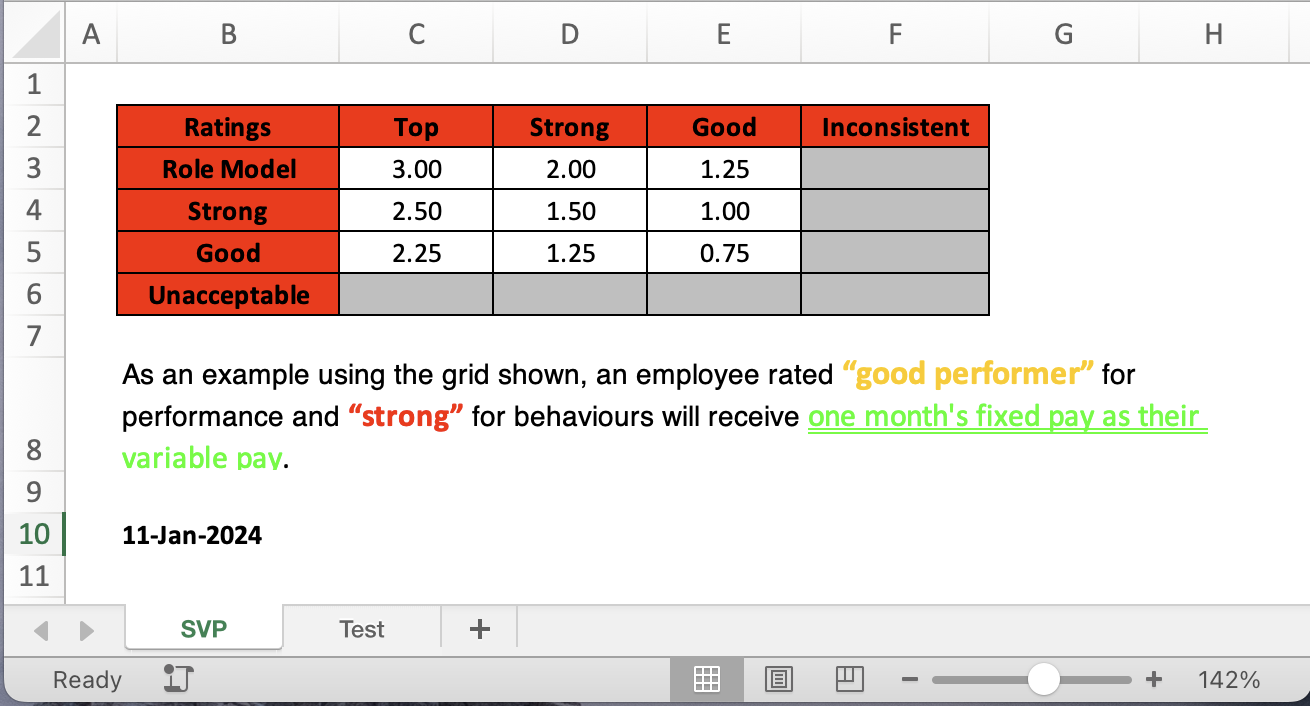 A B C D E F G H
1
2 Ratings Top Strong Good Inconsistent
3 Role Model 3.00 2.00 1.25
4 Strong 2.50 1.50 1.00
5 Good 2.25 1.25 0.75
6 Unacceptable
7
As an example using the grid shown, an employee rated “good performer” for
performance and “strong” for behaviours will receive one month's fixed pay as their
8 variable pay.
9
10 11-Jan-2024
11
SVP Test +
Ready 142%